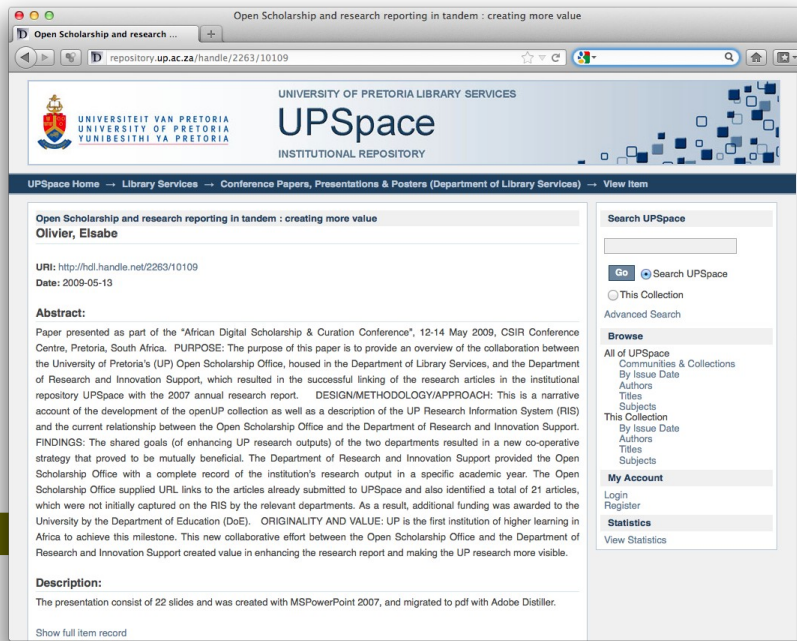 Open Scholarship and research reporting in tandem : creating more value
Open Scholarship and research ...
repository.up.ac.za/handle/2263/10109
UNIVERSITEIT VAN PRETORIA
UNIVERSITY OF PRETORIA
YUNIBESITHI YA PRETORIA
UNIVERSITY OF PRETORIA LIBRARY SERVICES
UPSpace
INSTITUTIONAL REPOSITORY
UPSpace Home → Library Services → Conference Papers, Presentations & Posters (Department of Library Services) → View Item
Open Scholarship and research reporting in tandem : creating more value
Olivier, Elsabe
URI: http://hdl.handle.net/2263/10109
Date: 2009-05-13
Abstract:
Paper presented as part of the "African Digital Scholarship & Curation Conference", 12-14 May 2009, CSIR Conference
Centre, Pretoria, South Africa. PURPOSE: The purpose of this paper is to provide an overview of the collaboration between
the University of Pretoria's (UP) Open Scholarship Office, housed in the Department of Library Services, and the Department
of Research and Innovation Support, which resulted in the successful linking of the research articles in the institutional
repository UPSpace with the 2007 annual research report. DESIGN/METHODOLOGY/APPROACH: This is a narrative
account of the development of the openUP collection as well as a description of the UP Research Information System (RIS)
and the current relationship between the Open Scholarship Office and the Department of Research and Innovation Support.
FINDINGS: The shared goals (of enhancing UP research outputs) of the two departments resulted in a new co-operative
strategy that proved to be mutually beneficial. The Department of Research and Innovation Support provided the Open
Scholarship Office with a complete record of the institution's research output in a specific academic year. The Open
Scholarship Office supplied URL links to the articles already submitted to UPSpace and also identified a total of 21 articles,
which were not initially captured on the RIS by the relevant departments. As a result, additional funding was awarded to the
University by the Department of Education (DoE). ORIGINALITY AND VALUE: UP is the first institution of higher learning in
Africa to achieve this milestone. This new collaborative effort between the Open Scholarship Office and the Department of
Research and Innovation Support created value in enhancing the research report and making the UP research more visible.
Description:
The presentation consist of 22 slides and was created with MSPowerPoint 2007, and migrated to pdf with Adobe Distiller.
Show full item record
Search UPSpace
Go Search UPSpace
This Collection
Advanced Search
Browse
All of UPSpace
Communities & Collections
By Issue Date
Authors
Titles
Subjects
This Collection
By Issue Date
Authors
Titles
Subjects
My Account
Login
Register
Statistics
View Statistics